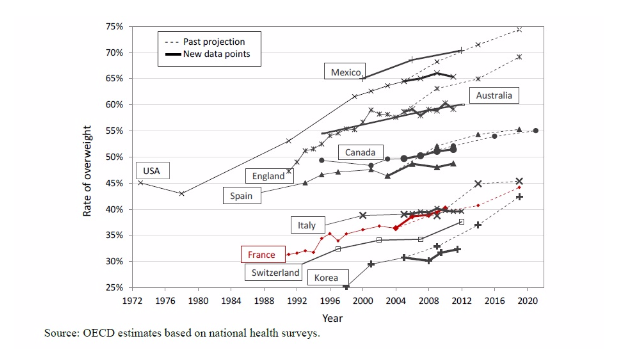 75%
70%
65%
60%
55%
50%
45%
40%
35%
30%
25%
Rate of overweight
Past projection
New data points
Mexico
Australia
Canada
USA
England
Spain
Italy
France
Switzerland
Korea
1972 1976 1980 1984 1988 1992 1996 2000 2004 2008 2012 2016 2020
Year
Source: OECD estimates based on national health surveys.